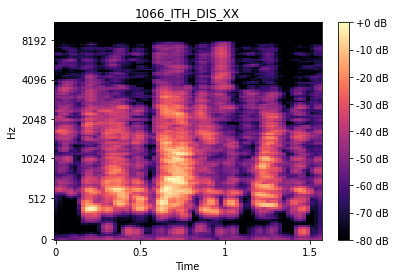 1066_ITH_DIS_XX
8192
4096
2048
1024
512
0
Hz
0
0.5
1
1.5
Time
+0 dB
-10 dB
-20 dB
-30 dB
-40 dB
-50 dB
-60 dB
-70 dB
-80 dB